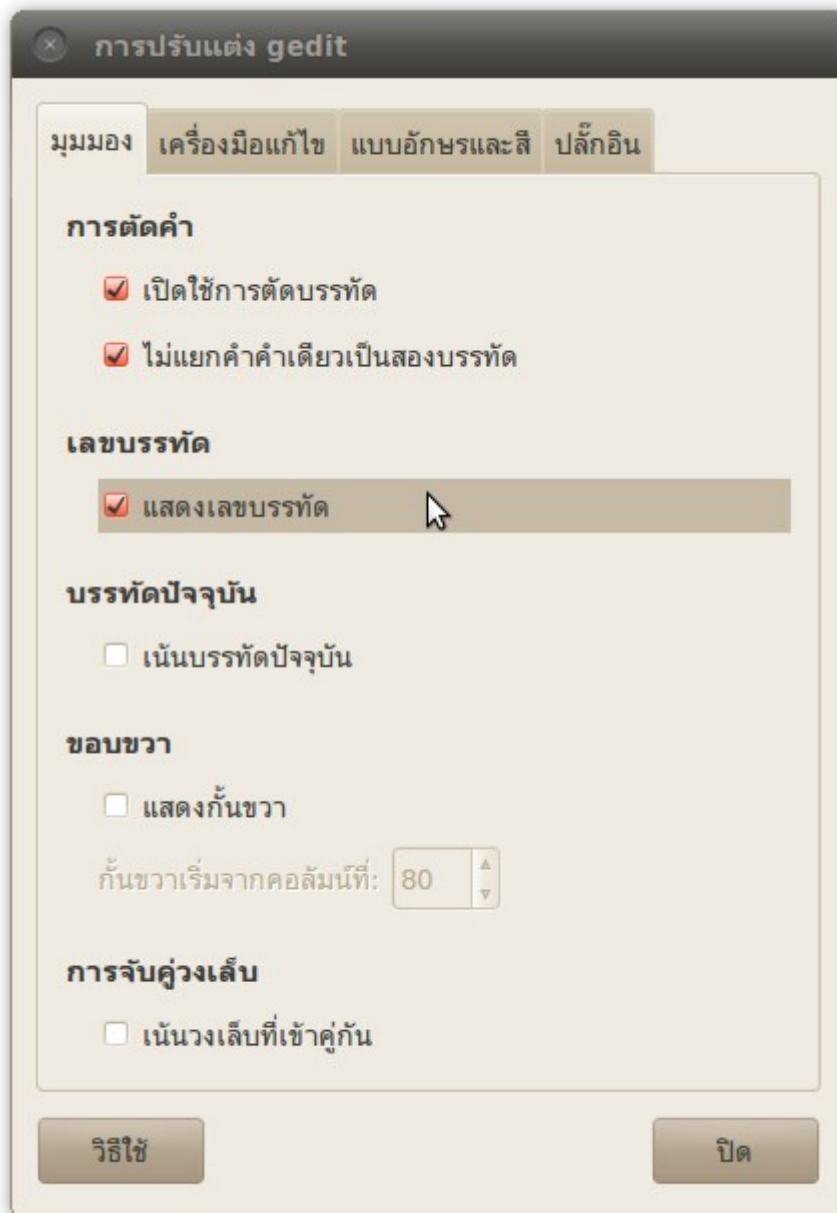 การปรับแต่ง gedit
มุมมอง เครื่องมือแก้ไข แบบอักษรและสี ปลั๊กอิน
การตัดคำ
เปิดใช้การตัดบรรทัด
ไม่แยกคำคำเดียวเป็นสองบรรทัด
เลขบรรทัด
แสดงเลขบรรทัด
บรรทัดปัจจุบัน
เน้นบรรทัดปัจจุบัน
ขอบขวา
แสดงกั้นขวา
กั้นขวาเริ่มจากคอลัมน์ที่: 80
การจับคู่วงเล็บ
เน้นวงเล็บที่เข้าคู่กัน
วิธีใช้ ปิด